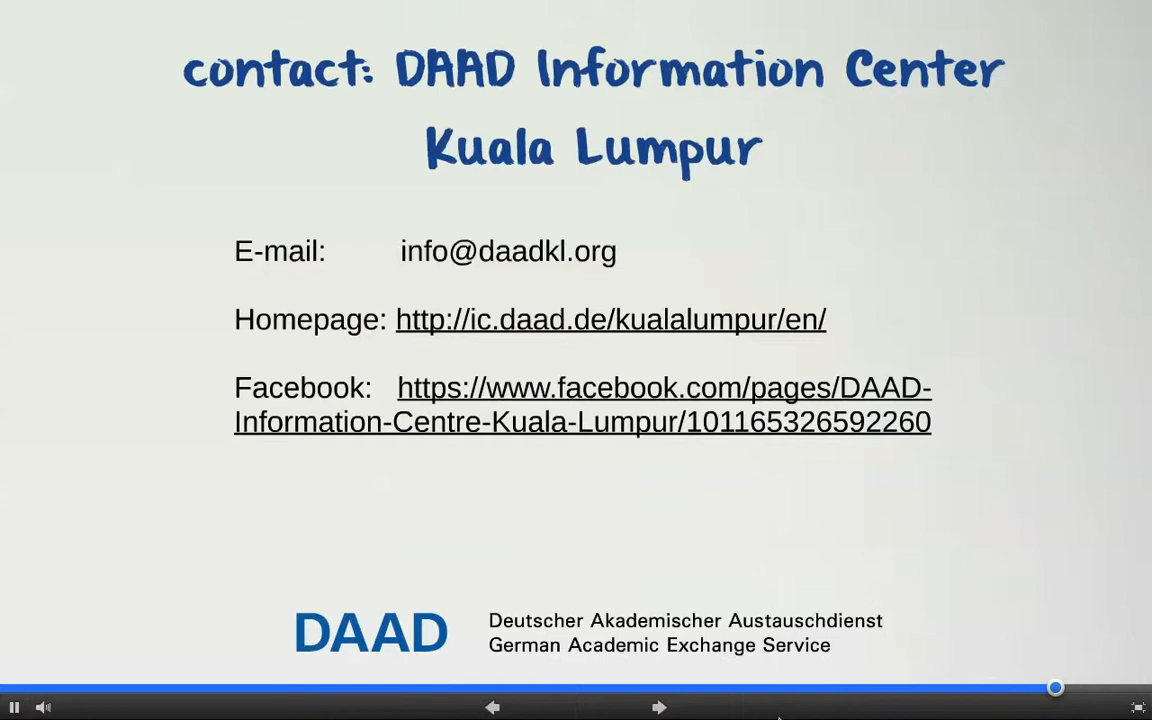 contact: DAAD Information Center
Kuala Lumpur
E-mail: info@daadkl.org
Homepage: http://ic.daad.de/kualalumpur/en/
Facebook: https://www.facebook.com/pages/DAAD-
Information-Centre-Kuala-Lumpur/101165326592260
DAAD
Deutscher Akademischer Austauschdienst
German Academic Exchange Service